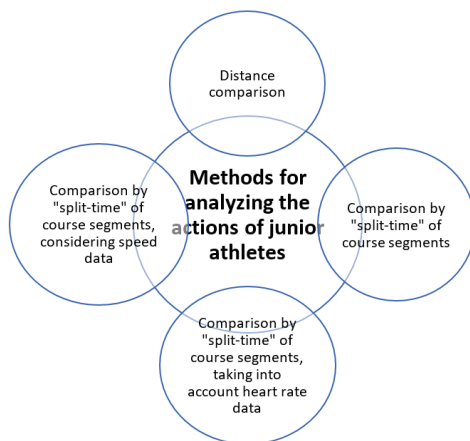 Distance
comparison
Methods for
analyzing the
actions of junior
athletes
Comparison by
"split-time" of
course segments,
considering speed
data
Comparison by
"split-time" of
course segments
Comparison by
"split-time" of
course segments,
taking into
account heart rate
data